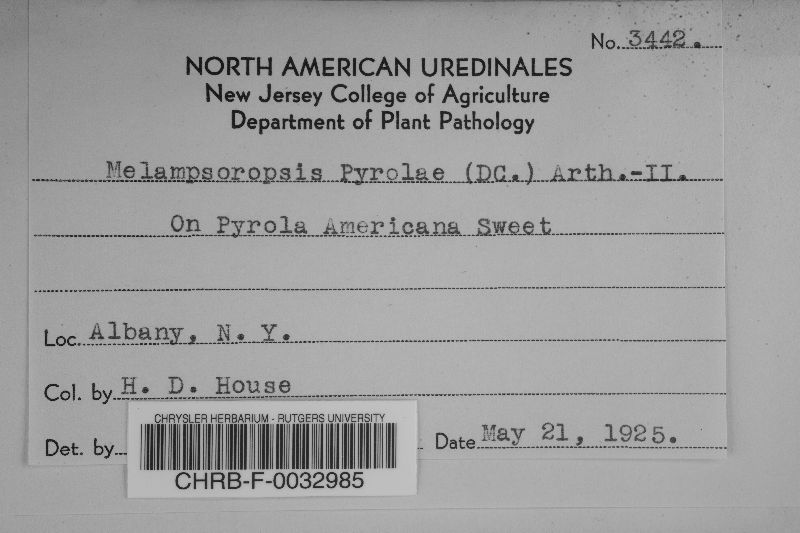 No. 3442.
NORTH AMERICAN UREDINALES
New Jersey College of Agriculture
Department of Plant Pathology
Melampsoropsis Pyrolae (DC.) Arth.-II.
On Pyrola Americana Sweet
Loc. Albany, N. Y.
Col. by H. D. House
CHRYSLER HERBARIUM - RUTGERS UNIVERSITY
Det. by
Date May 21, 1925.
CHRB-F-0032985